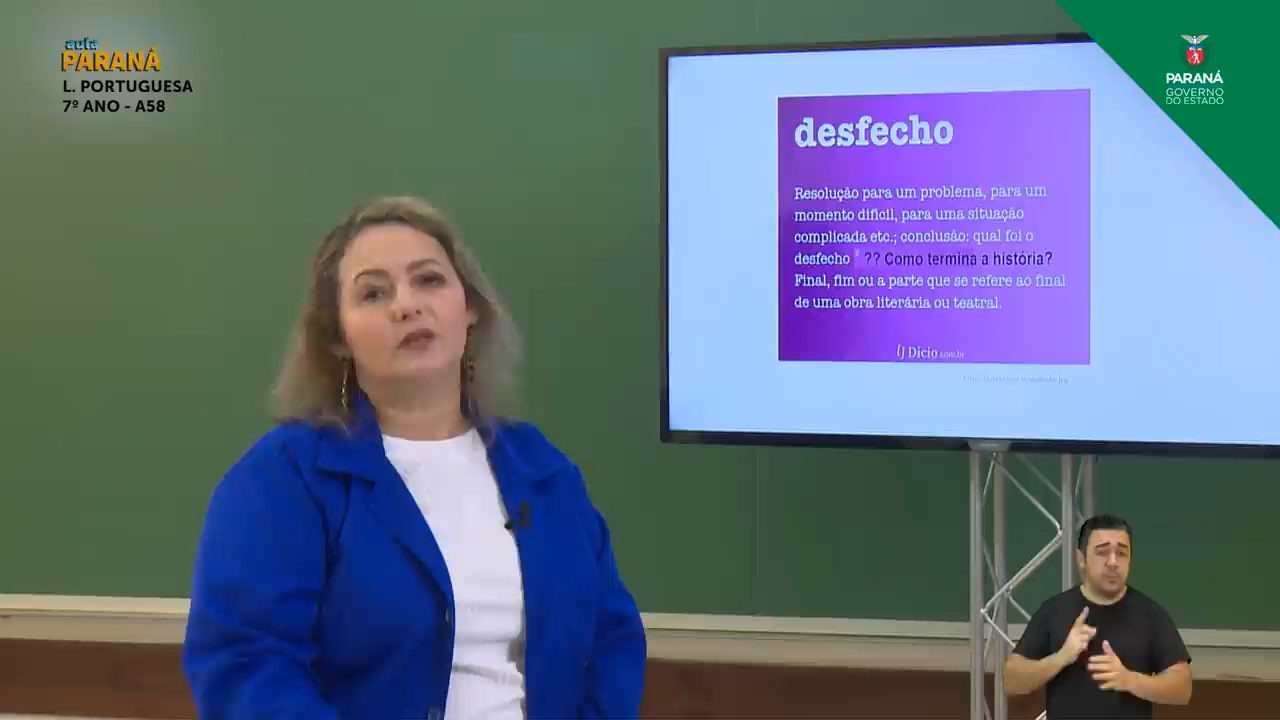 aula
PARANÁ
L. PORTUGUESA
7º ANO - A58
PARANÁ
GOVERNO
DO ESTADO
desfecho
Resolução para um problema, para um
momento difícil, para uma situação
complicada etc.; conclusão: qual foi o
desfecho ?? Como termina a história?
Final, fim ou a parte que se refere ao final
de uma obra literária ou teatral.
Dicio.com.br